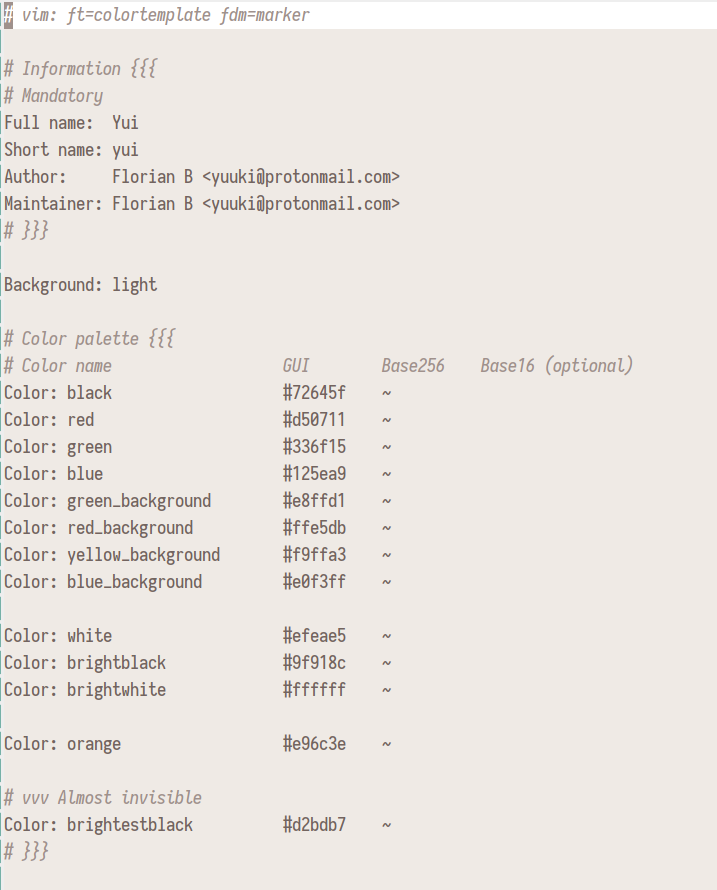 # vim: ft=colortemplate fdm=marker
# Information {{{
# Mandatory
Full name:  Yui
Short name: yui
Author:     Florian B <yuuki@protonmail.com>
Maintainer: Florian B <yuuki@protonmail.com>
# }}}
Background: light
# Color palette {{{
# Color name                   GUI        Base256    Base16 (optional)
Color: black                   #72645f    ~
Color: red                     #d50711    ~
Color: green                   #336f15    ~
Color: blue                    #125ea9    ~
Color: green_background        #e8ffd1    ~
Color: red_background          #ffe5db    ~
Color: yellow_background       #f9ffa3    ~
Color: blue_background         #e0f3ff    ~
Color: white                   #efeae5    ~
Color: brightblack             #9f918c    ~
Color: brightwhite             #ffffff    ~
Color: orange                  #e96c3e    ~
# vvv Almost invisible
Color: brightestblack          #d2bdb7    ~
# }}}